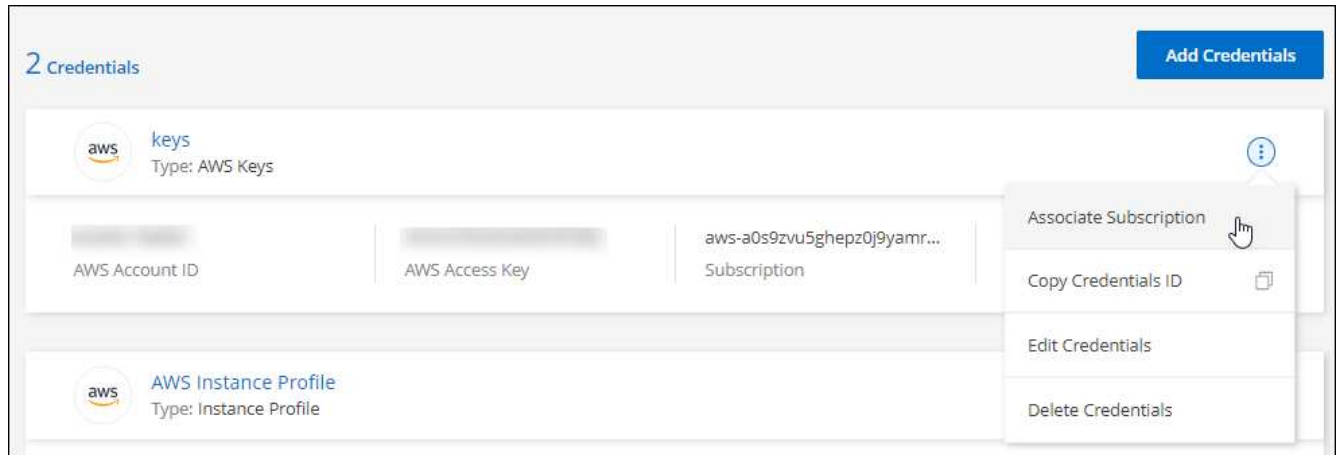 2 Credentials
Add Credentials
aws
keys
Type: AWS Keys
Associate Subscription
aws-a0s9zvu5ghepz0j9yamr...
AWS Account ID
AWS Access Key
Subscription
Copy Credentials ID
Edit Credentials
aws
AWS Instance Profile
Type: Instance Profile
Delete Credentials